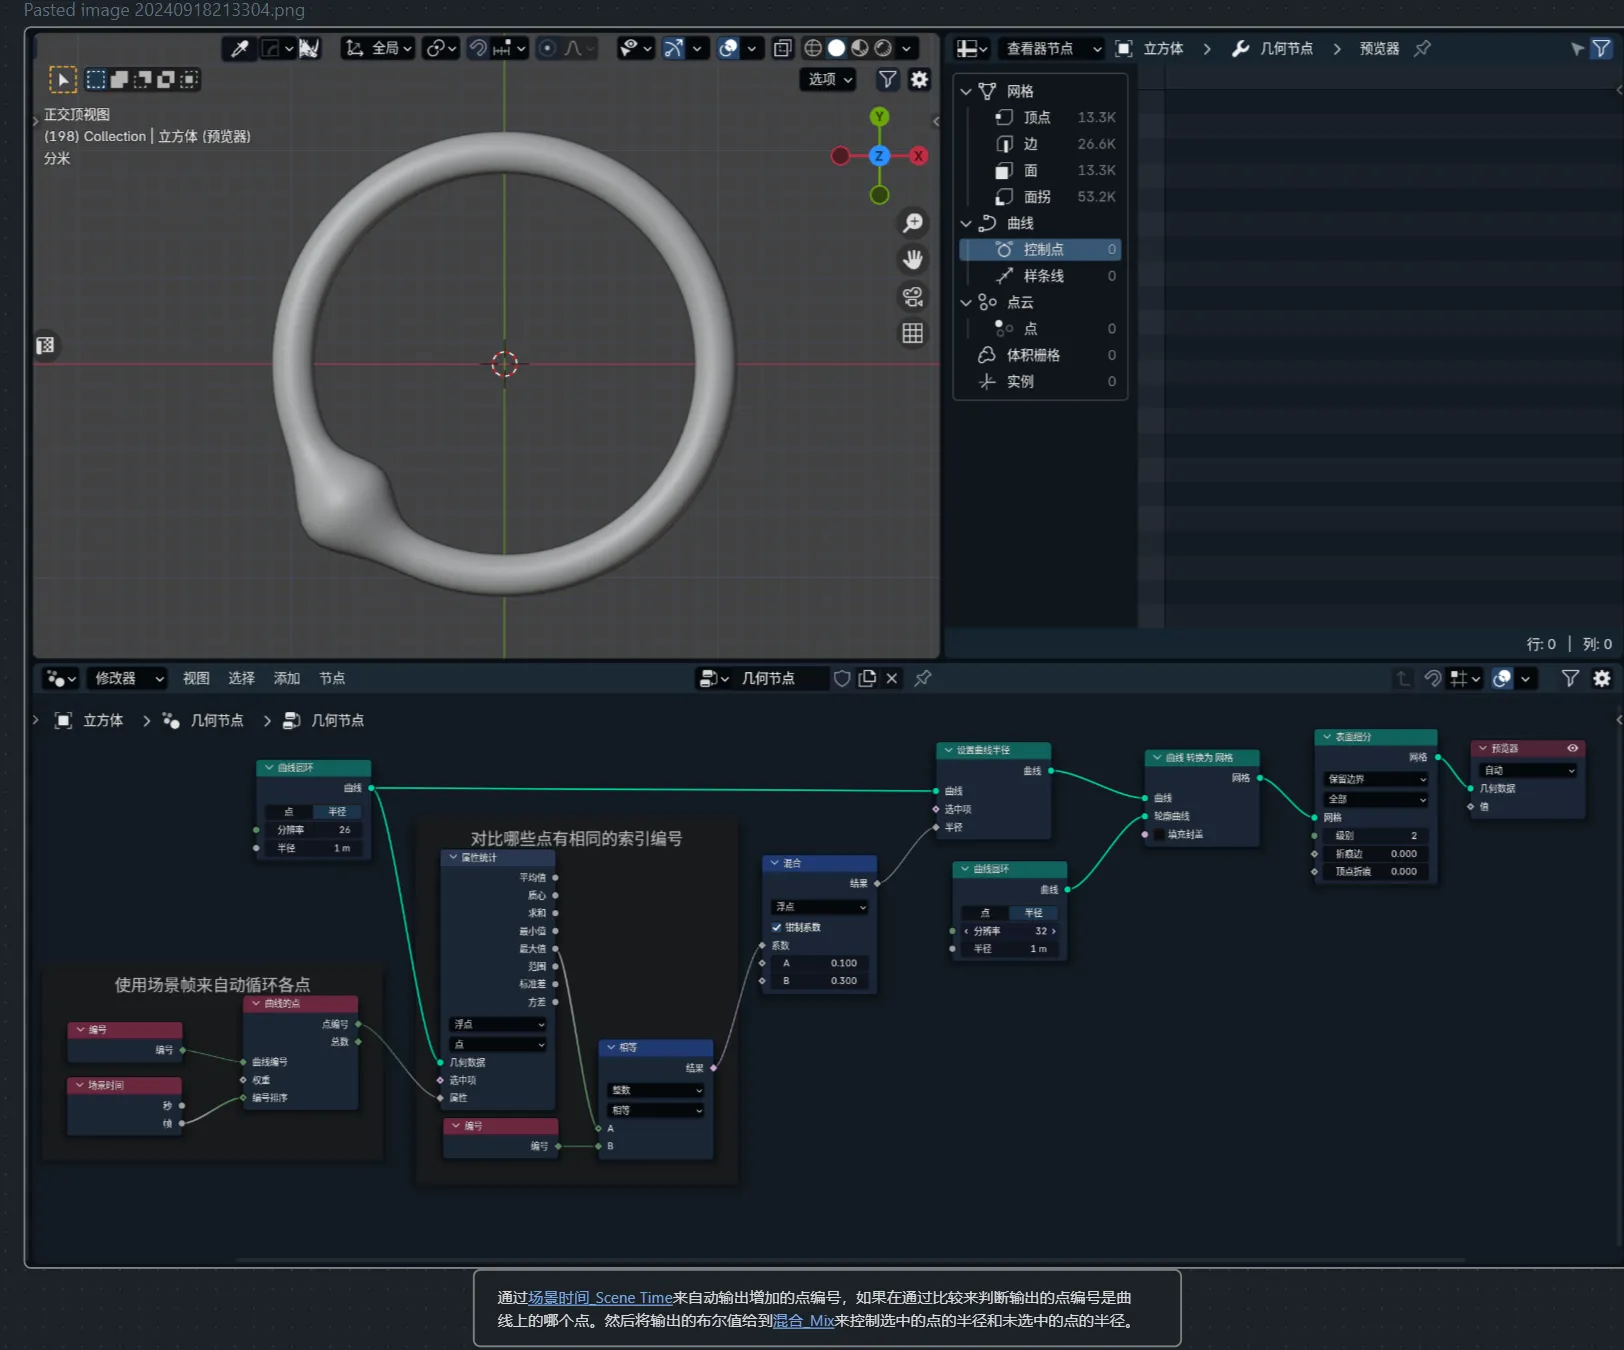 Pasted image 20240918213304.png
全局
选项
正交顶视图
(198) Collection | 立方体 (预览器)
分米
Y
Z
X
查看器节点
立方体
几何节点
预览器
网格
顶点 13.3K
边 26.6K
面 13.3K
面拐 53.2K
曲线
控制点 0
样条线 0
点云
点 0
体积栅格 0
实例 0
行: 0 | 列: 0
修改器 视图 选择 添加 节点
几何节点
立方体 几何节点 几何节点
曲线圆环
曲线
点 半径
分辨率 26
半径 1 m
使用场景帧来自动循环各点
编号
编号
场景时间
秒
帧
曲线的点
点编号
总数
曲线编号
权重
编号排序
对比哪些点有相同的索引编号
属性统计
平均值
质心
求和
最小值
最大值
范围
标准差
方差
浮点
点
几何数据
选中项
属性
编号
编号
相等
结果
整数
相等
A
B
混合
结果
浮点
钳制系数
系数
A 0.100
B 0.300
设置曲线半径
曲线
曲线
选中项
半径
曲线圆环
曲线
点 半径
分辨率 32
半径 1 m
曲线 转换为 网格
网格
曲线
轮廓曲线
填充封盖
表面细分
网格
保留边界
全部
网格
级别 2
折痕边 0.000
顶点折痕 0.000
预览器
自动
几何数据
值
通过场景时间_Scene Time来自动输出增加的点编号，如果在通过比较来判断输出的点编号是曲
线上的哪个点。然后将输出的布尔值给到混合_Mix来控制选中的点的半径和未选中的点的半径。